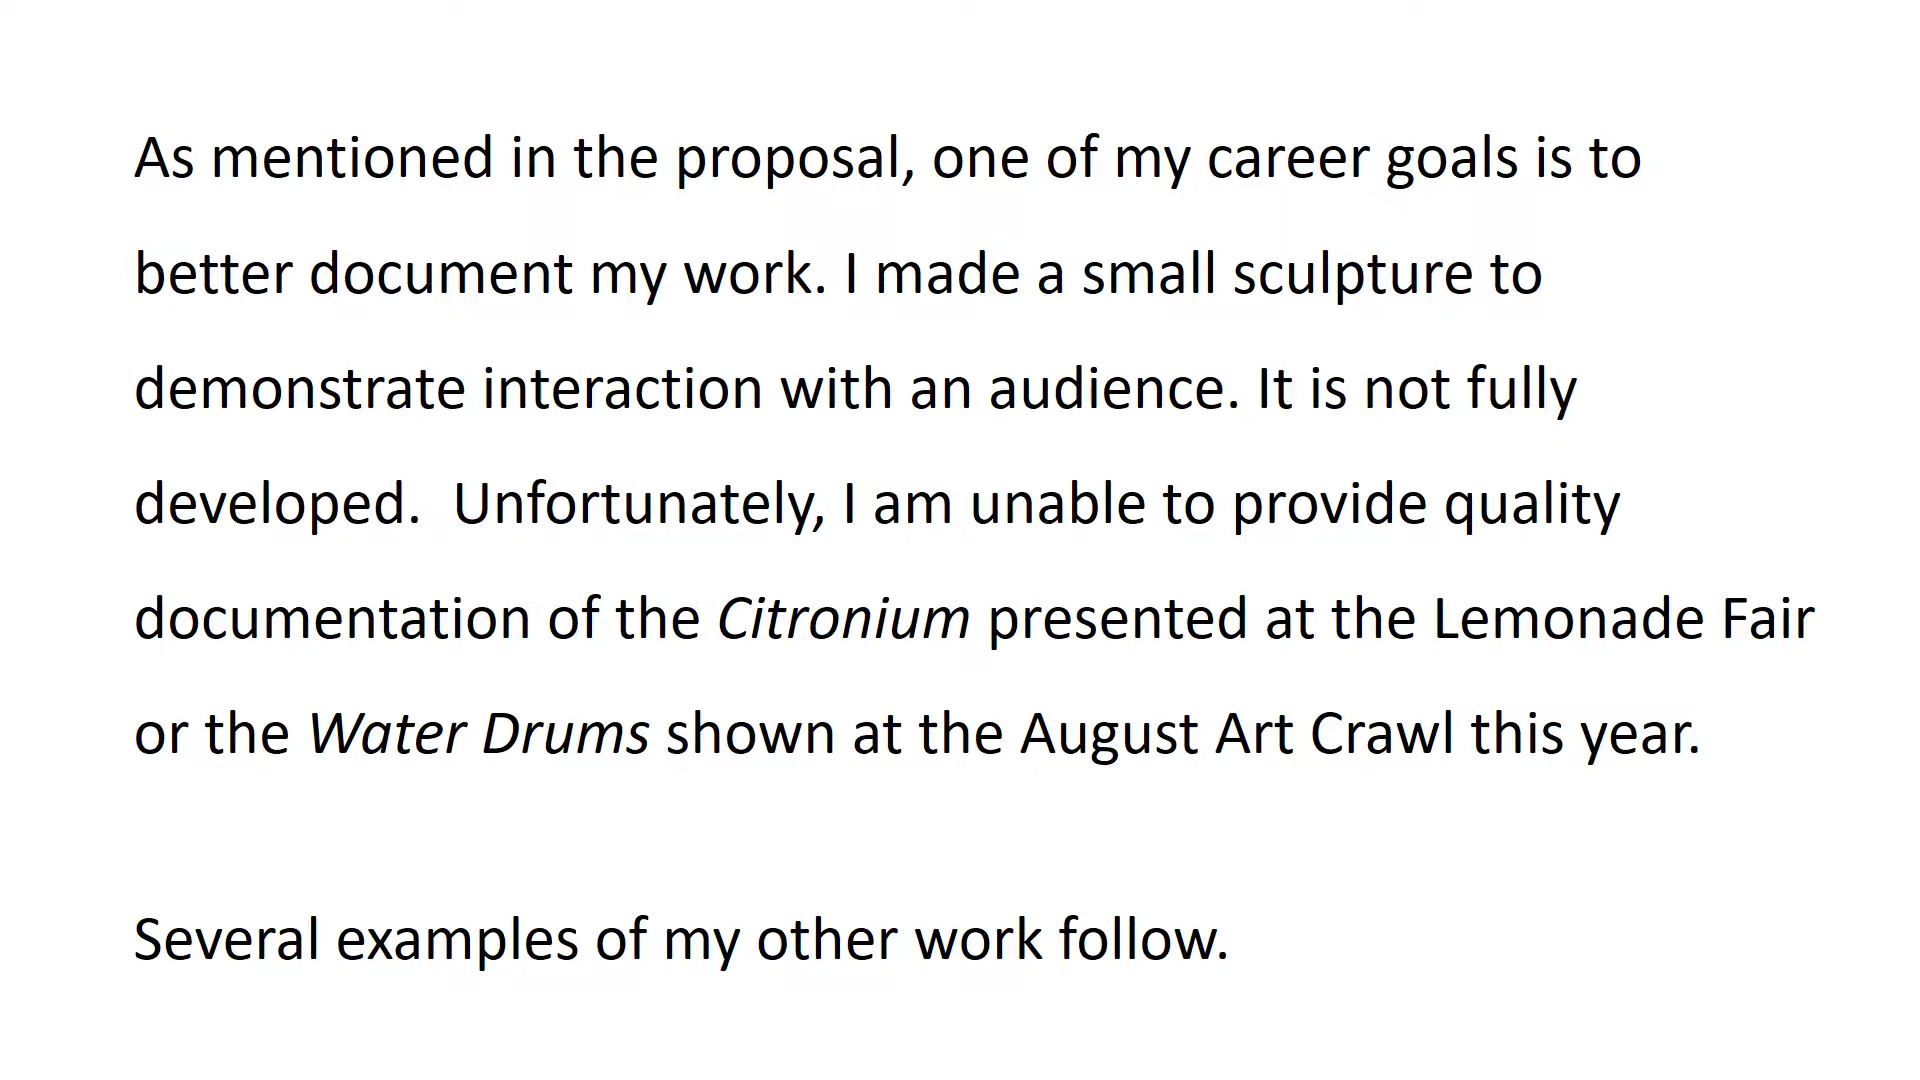 As mentioned in the proposal, one of my career goals is to
better document my work. I made a small sculpture to
demonstrate interaction with an audience. It is not fully
developed.  Unfortunately, I am unable to provide quality
documentation of the Citronium presented at the Lemonade Fair
or the Water Drums shown at the August Art Crawl this year.
Several examples of my other work follow.